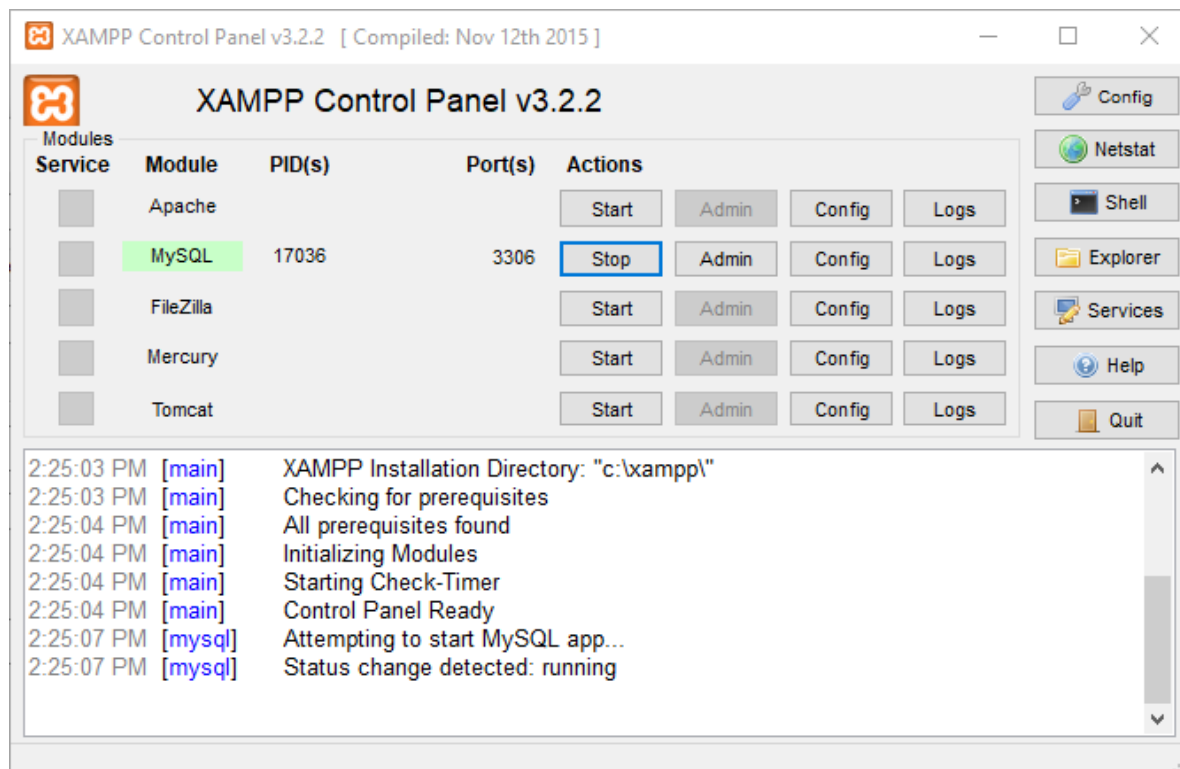 XAMPP Control Panel v3.2.2 [ Compiled: Nov 12th 2015 ]
XAMPP Control Panel v3.2.2
Config
Modules
Service Module PID(s) Port(s) Actions
Netstat
Apache Start Admin Config Logs
Shell
MySQL 17036 3306 Stop Admin Config Logs
Explorer
FileZilla Start Admin Config Logs
Services
Mercury Start Admin Config Logs
Help
Tomcat Start Admin Config Logs
Quit
2:25:03 PM [main] XAMPP Installation Directory: "c:\xampp\"
2:25:03 PM [main] Checking for prerequisites
2:25:04 PM [main] All prerequisites found
2:25:04 PM [main] Initializing Modules
2:25:04 PM [main] Starting Check-Timer
2:25:04 PM [main] Control Panel Ready
2:25:07 PM [mysql] Attempting to start MySQL app...
2:25:07 PM [mysql] Status change detected: running